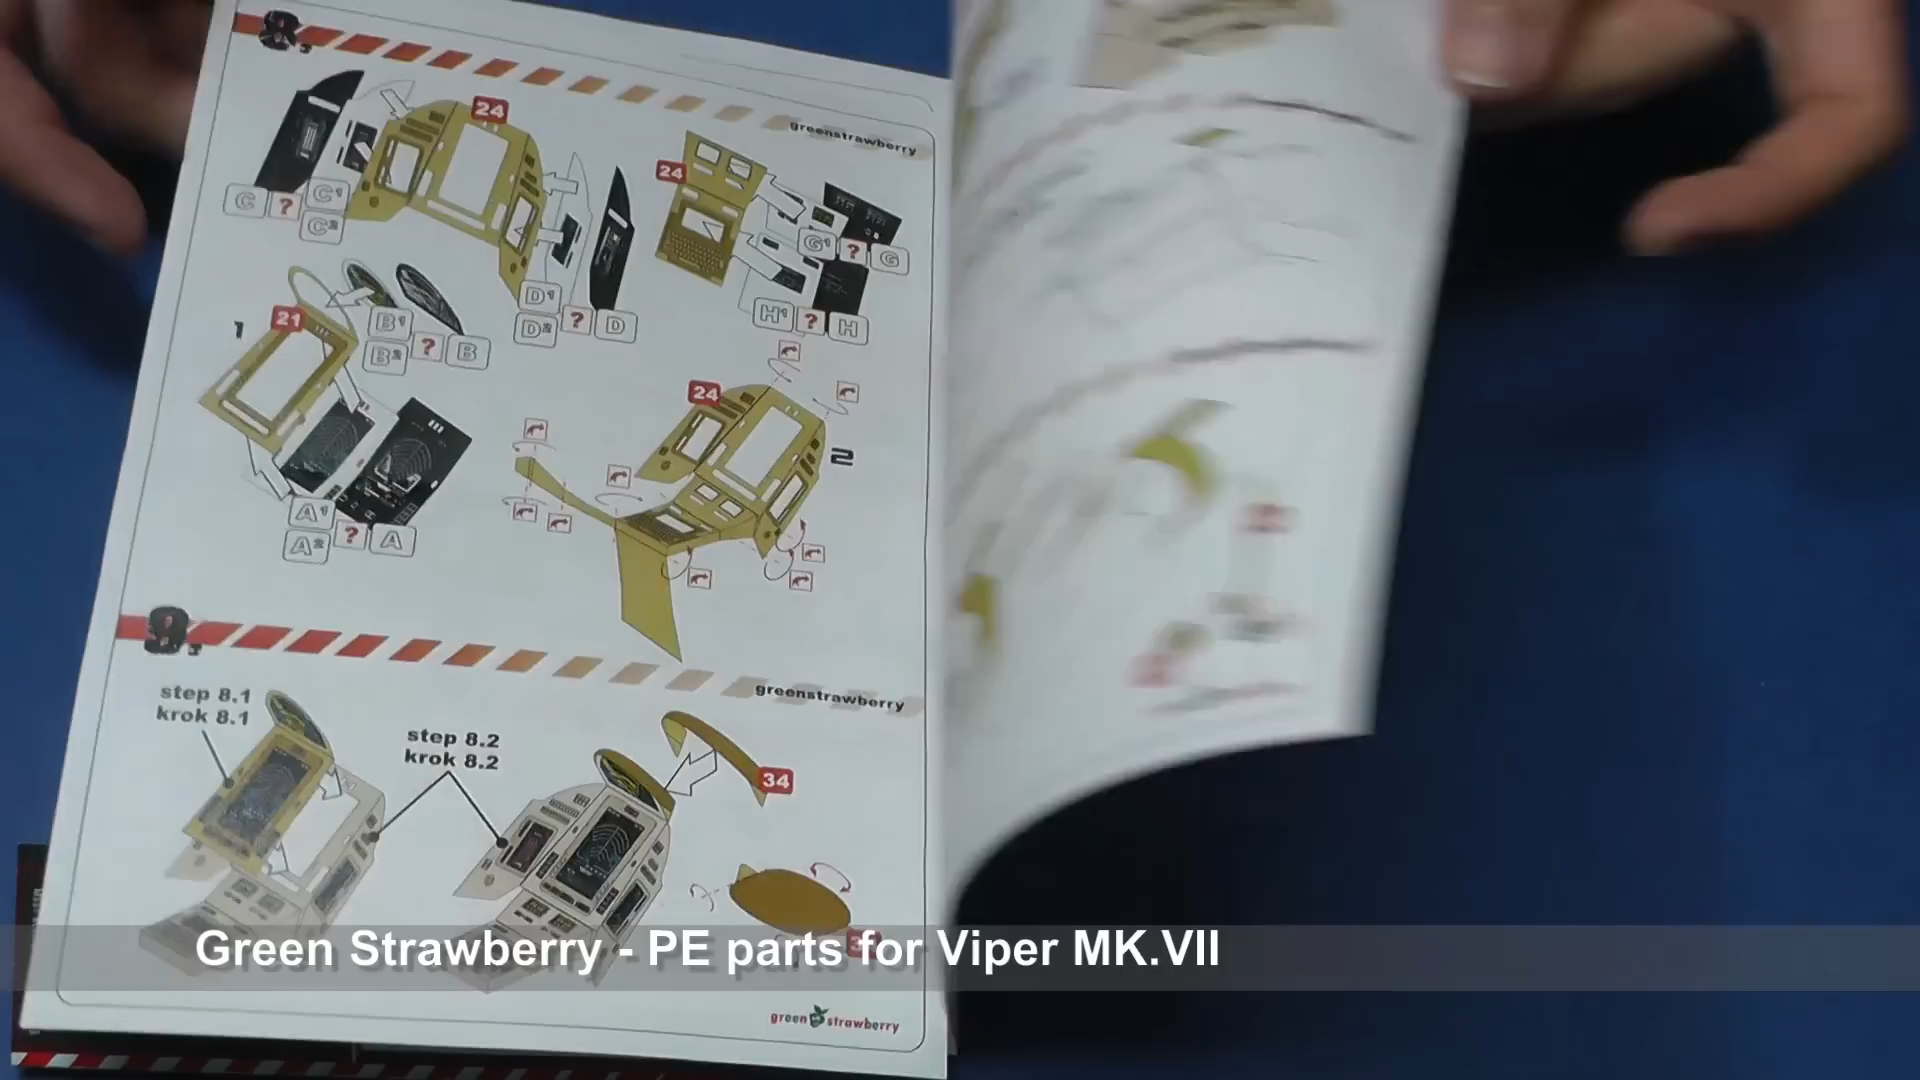 8.
greenstrawberry
24
24
C ? C¹
C²
G¹ ? G
D¹
D² ? D
H¹ ? H
1
21
B¹
B² ? B
24
2
A¹
A² ? A
9.
greenstrawberry
step 8.1
krok 8.1
step 8.2
krok 8.2
34
Green Strawberry - PE parts for Viper MK.VII
green strawberry